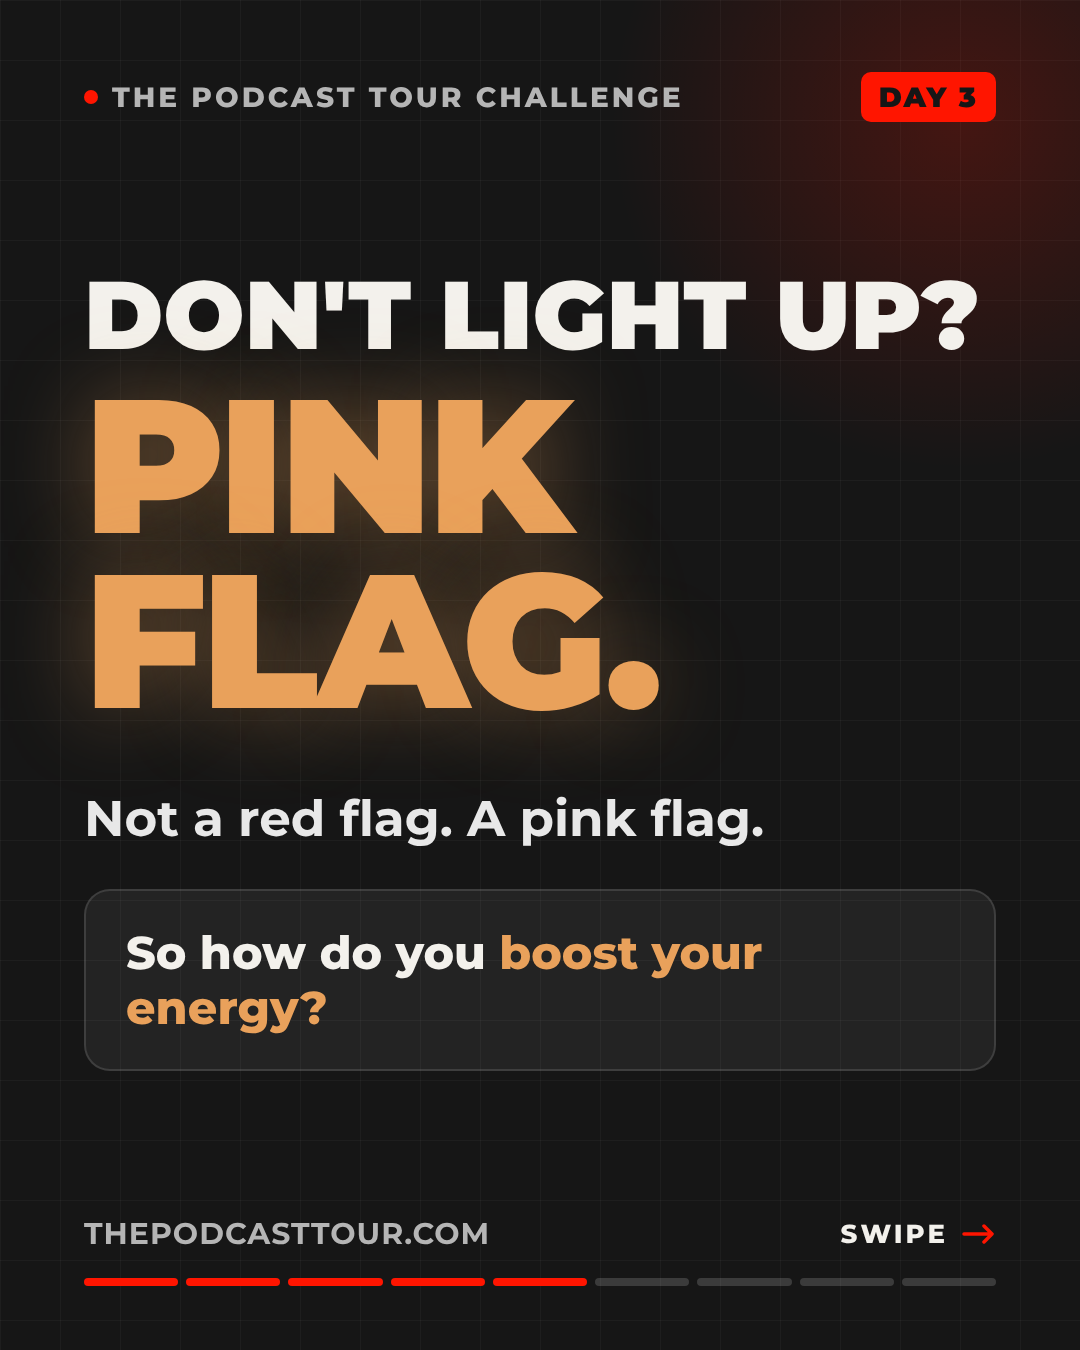 THE PODCAST TOUR CHALLENGE
DAY 3
DON'T LIGHT UP?
PINK
FLAG.
Not a red flag. A pink flag.
So how do you boost your
energy?
THEPODCASTTOUR.COM
SWIPE →